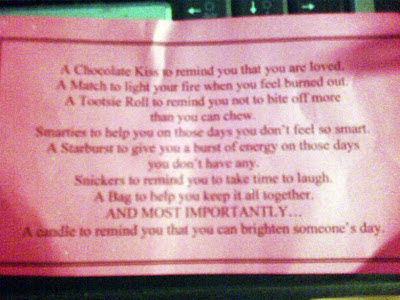 A Chocolate Kiss to remind you that you are loved.
A Match to light your fire when you feel burned out.
A Tootsie Roll to remind you not to bite off more
than you can chew.
Smarties to help you on those days you don't feel so smart.
A Starburst to give you a burst of energy on those days
you don't have any.
Snickers to remind you to take time to laugh.
A Bag to help you keep it all together.
AND MOST IMPORTANTLY...
A candle to remind you that you can brighten someone's day.